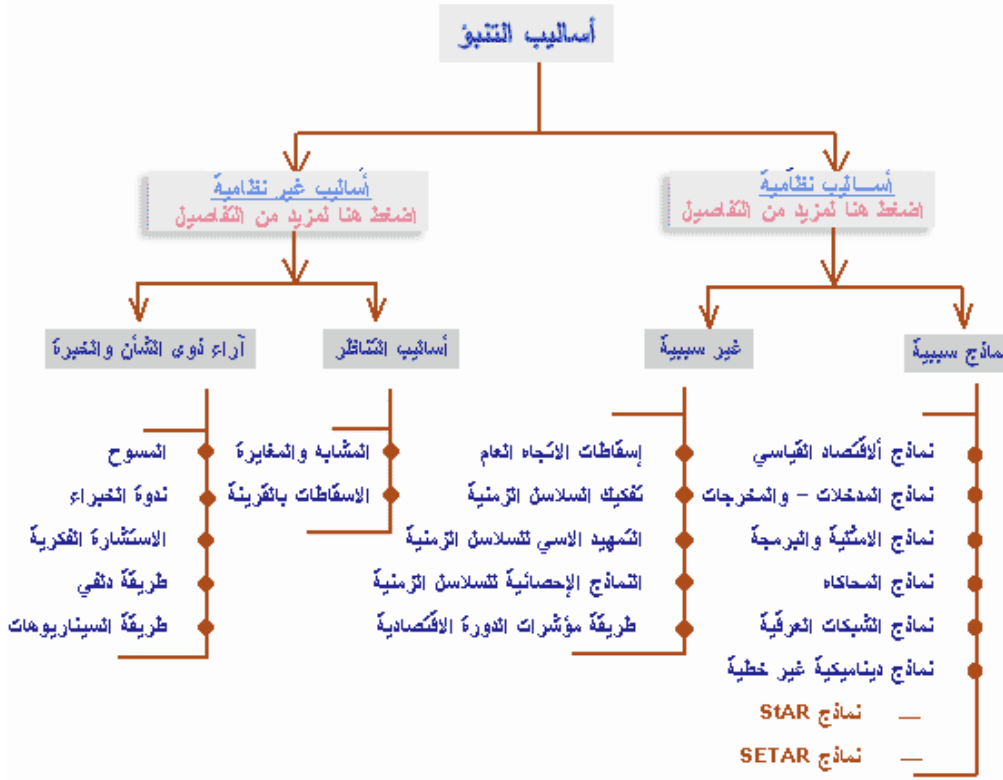 أساليب التنبؤ
أساليب نظامية
اضغط هنا لمزيد من التفاصيل
أساليب غير نظامية
اضغط هنا لمزيد من التفاصيل
نماذج سببية
غير سببية
أساليب التناظر
آراء ذوى الشأن والخبرة
نماذج ألاقتصاد القياسي
نماذج المدخلات – والمخرجات
نماذج الامثلية والبرمجة
نماذج المحاكاه
نماذج الشبكات العرقية
نماذج ديناميكية غير خطية
— نماذج StAR
— نماذج SETAR
إسقاطات الاتجاه العام
تفكيك السلاسل الزمنية
التمهيد الاسي للسلاسل الزمنية
النماذج الإحصائية للسلاسل الزمنية
طريقة مؤشرات الدورة الاقتصادية
المشابه والمغايرة
الاسقاطات بالقرينة
المسوح
ندوة الخبراء
الاستشارة الفكرية
طريقة دلفي
طريقة السيناريوهات